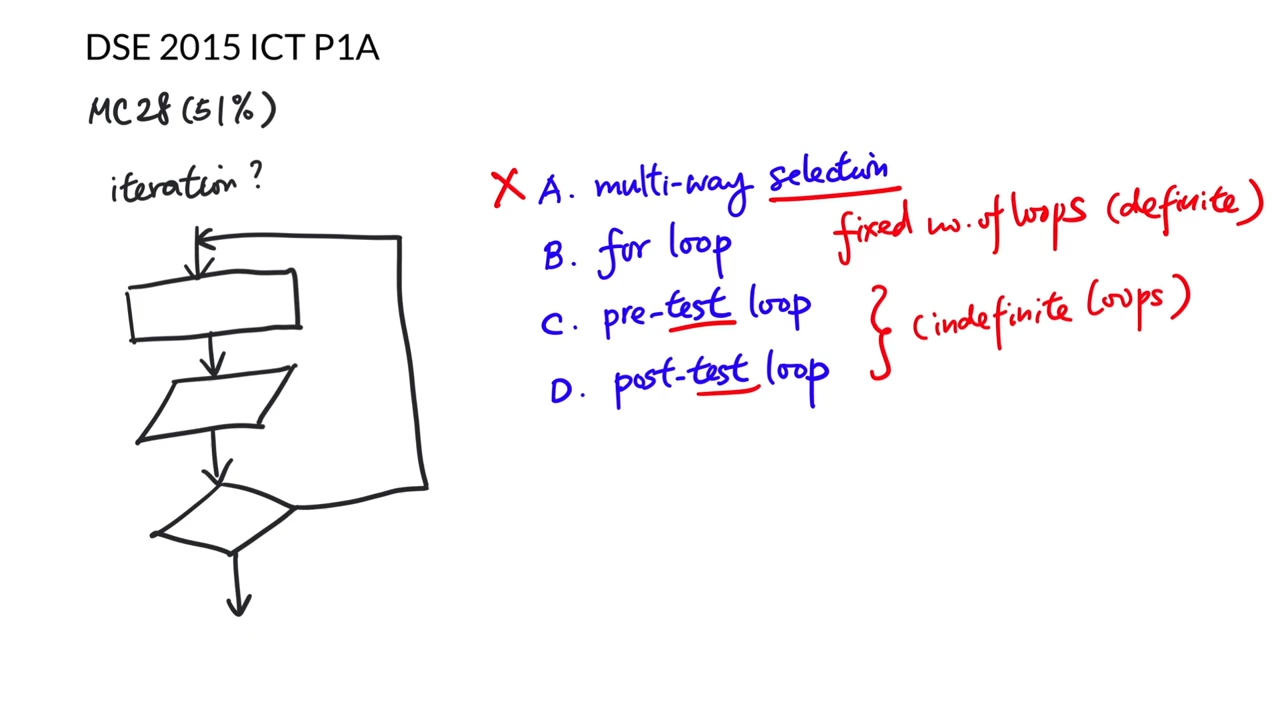 DSE 2015 ICT P1A
MC28 (51%)
iteration?
X A. multi-way selection
fixed no. of loops (definite)
B. for loop
C. pre-test loop
(indefinite loops)
D. post-test loop